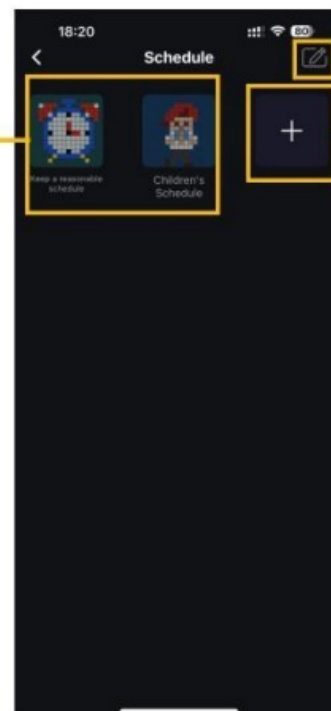 18:20
80
Schedule
Keep a reasonable
schedule
Children's
Schedule
+